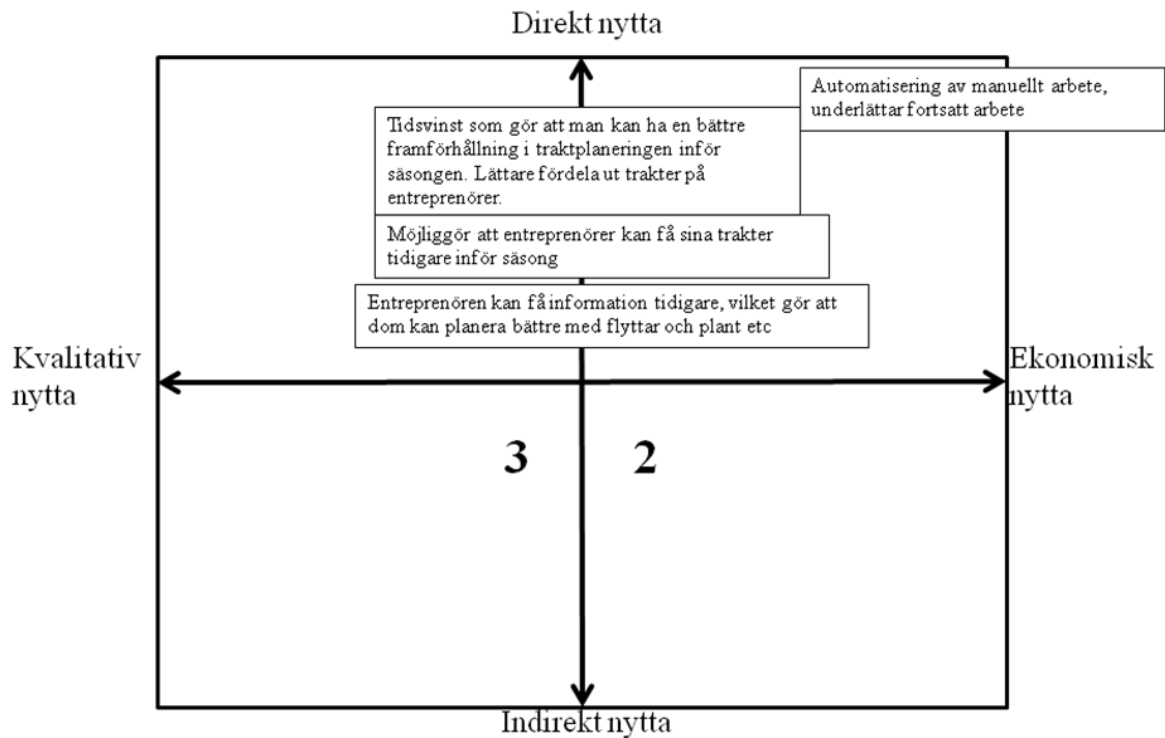 Direkt nytta
Automatisering av manuellt arbete,
underlättar fortsatt arbete
Tidsvinst som gör att man kan ha en bättre
framförhållning i traktplaneringen inför
säsongen. Lättare fördela ut trakter på
entreprenörer.
Möjliggör att entreprenörer kan få sina trakter
tidigare inför säsong
Entreprenören kan få information tidigare, vilket gör att
dom kan planera bättre med flyttar och plant etc
Kvalitativ
nytta
Ekonomisk
nytta
3
2
Indirekt nytta